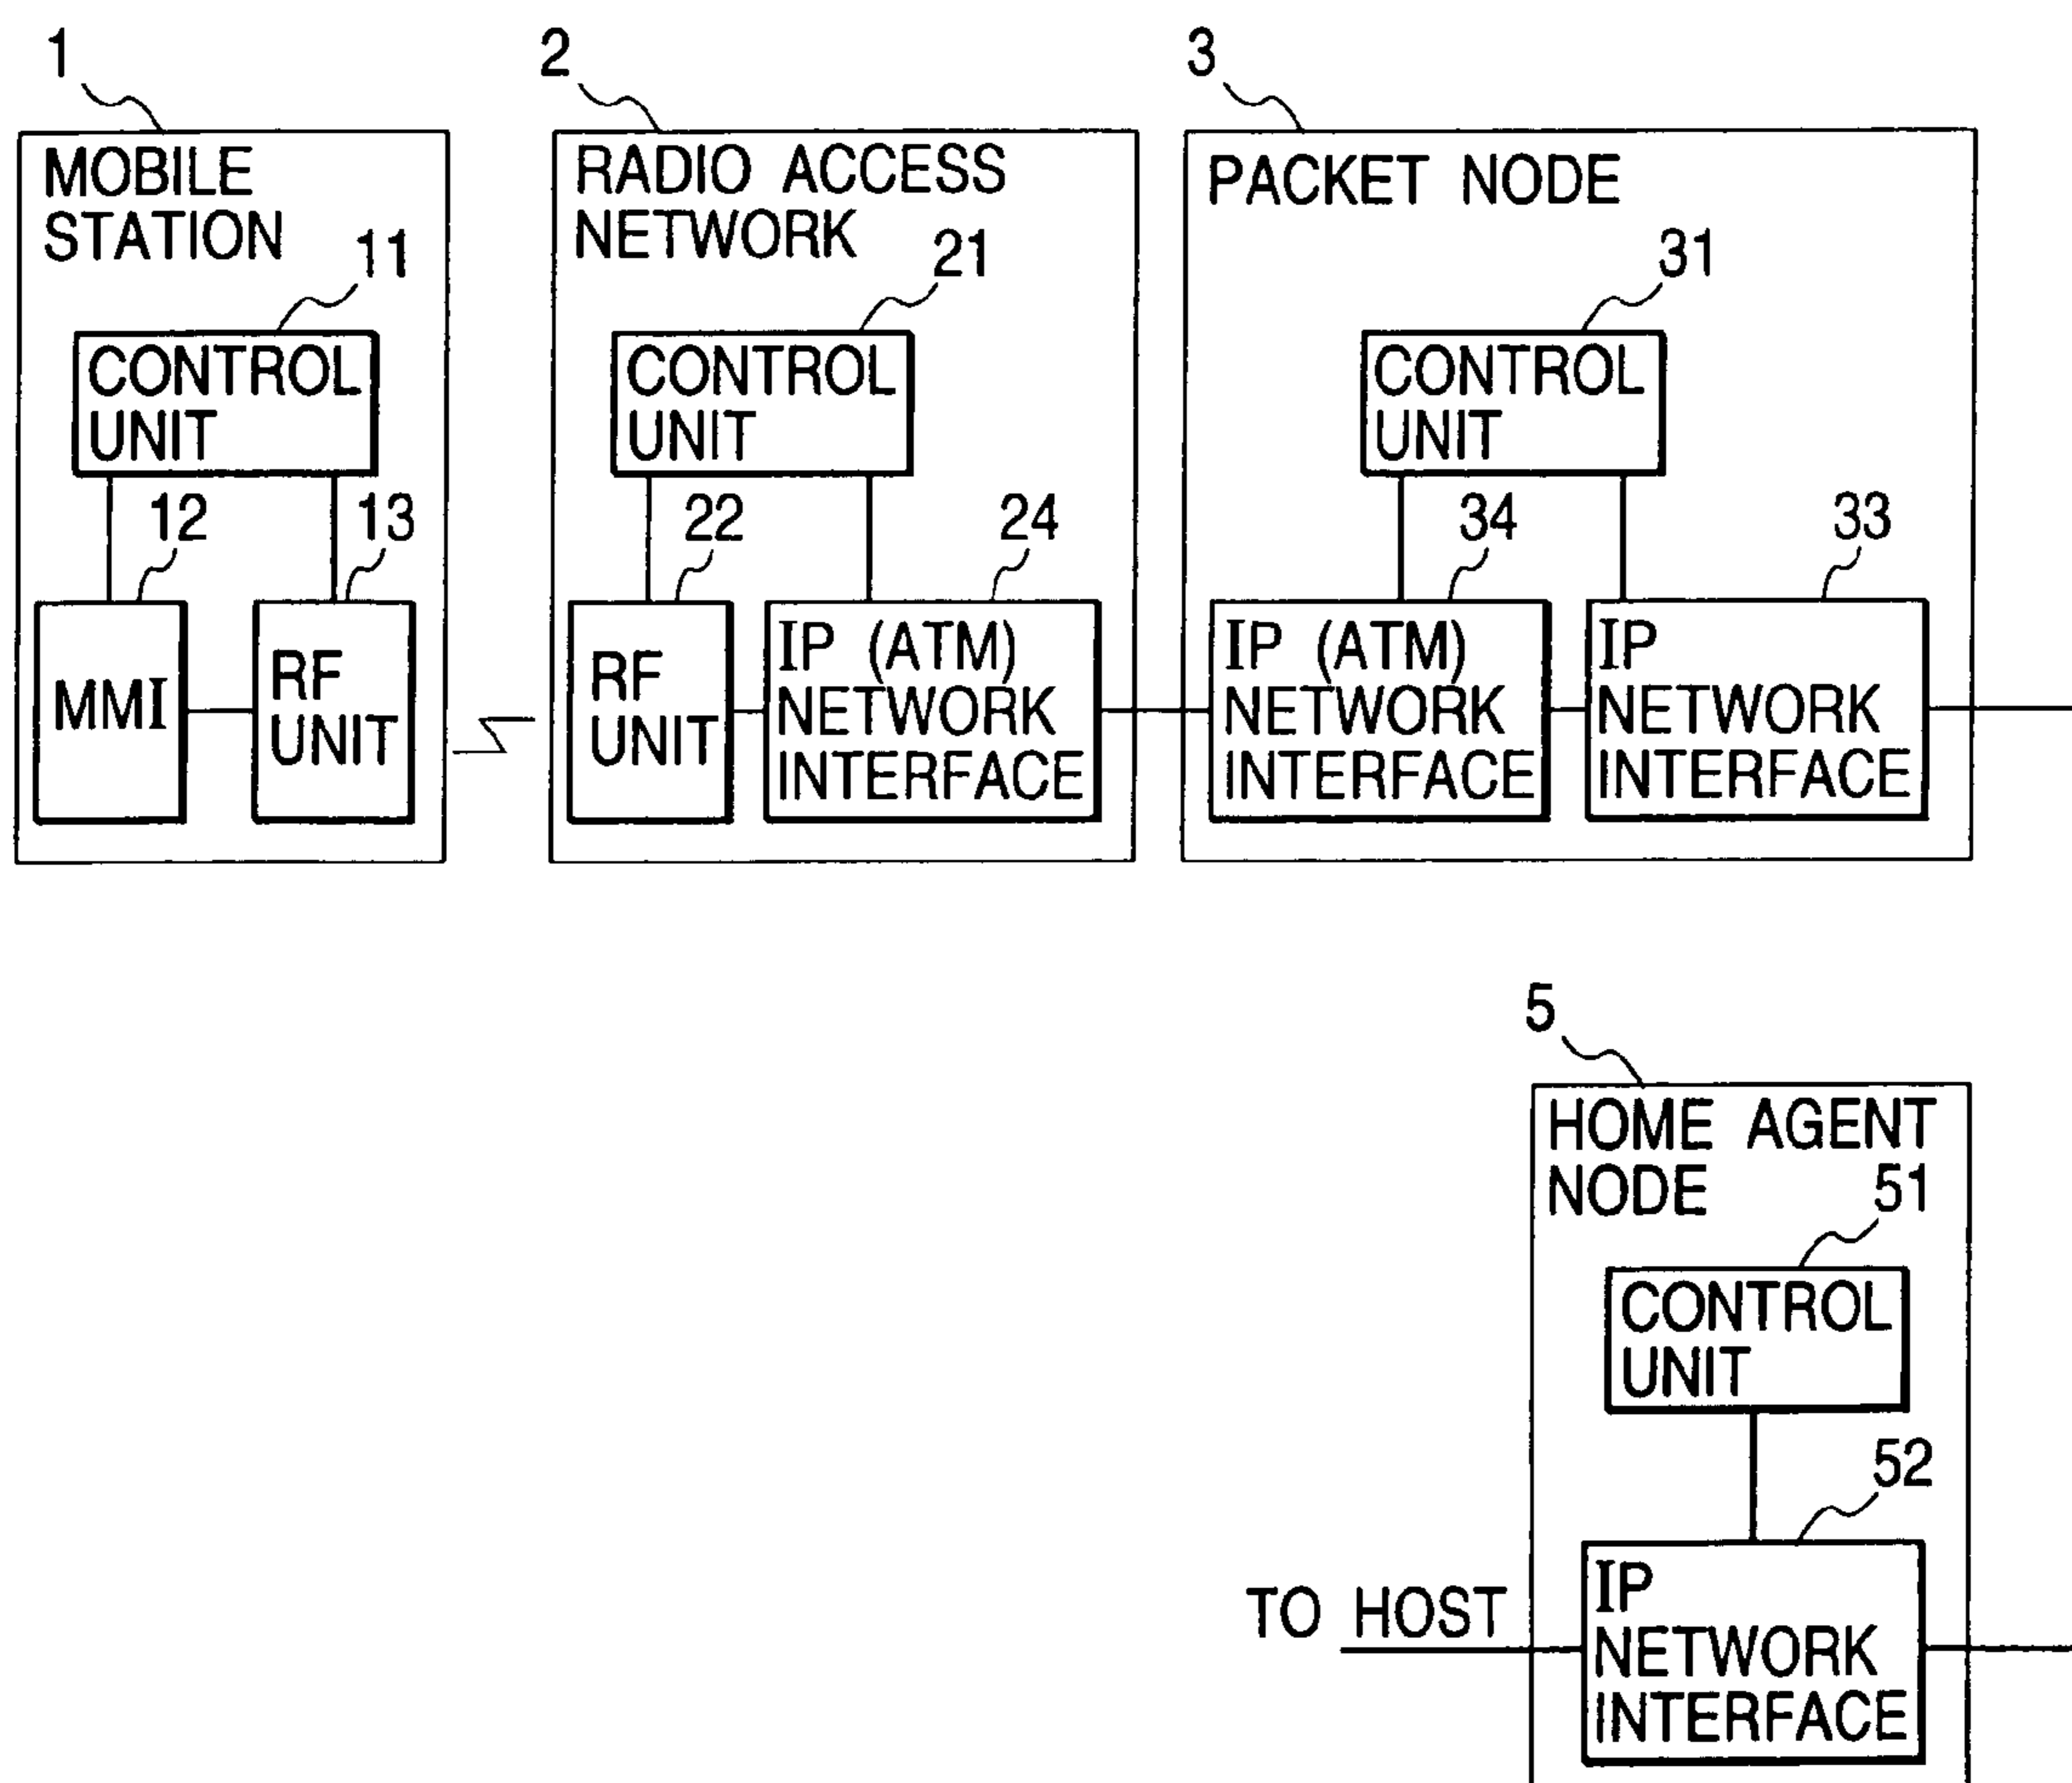 1
2
3
MOBILE
STATION
RADIO ACCESS
NETWORK
PACKET NODE
11
21
31
CONTROL
UNIT
CONTROL
UNIT
CONTROL
UNIT
12
13
22
24
34
33
MMI
RF
UNIT
RF
UNIT
IP (ATM)
NETWORK
INTERFACE
IP (ATM)
NETWORK
INTERFACE
IP
NETWORK
INTERFACE
5
HOME AGENT
NODE
51
CONTROL
UNIT
52
TO HOST
IP
NETWORK
INTERFACE